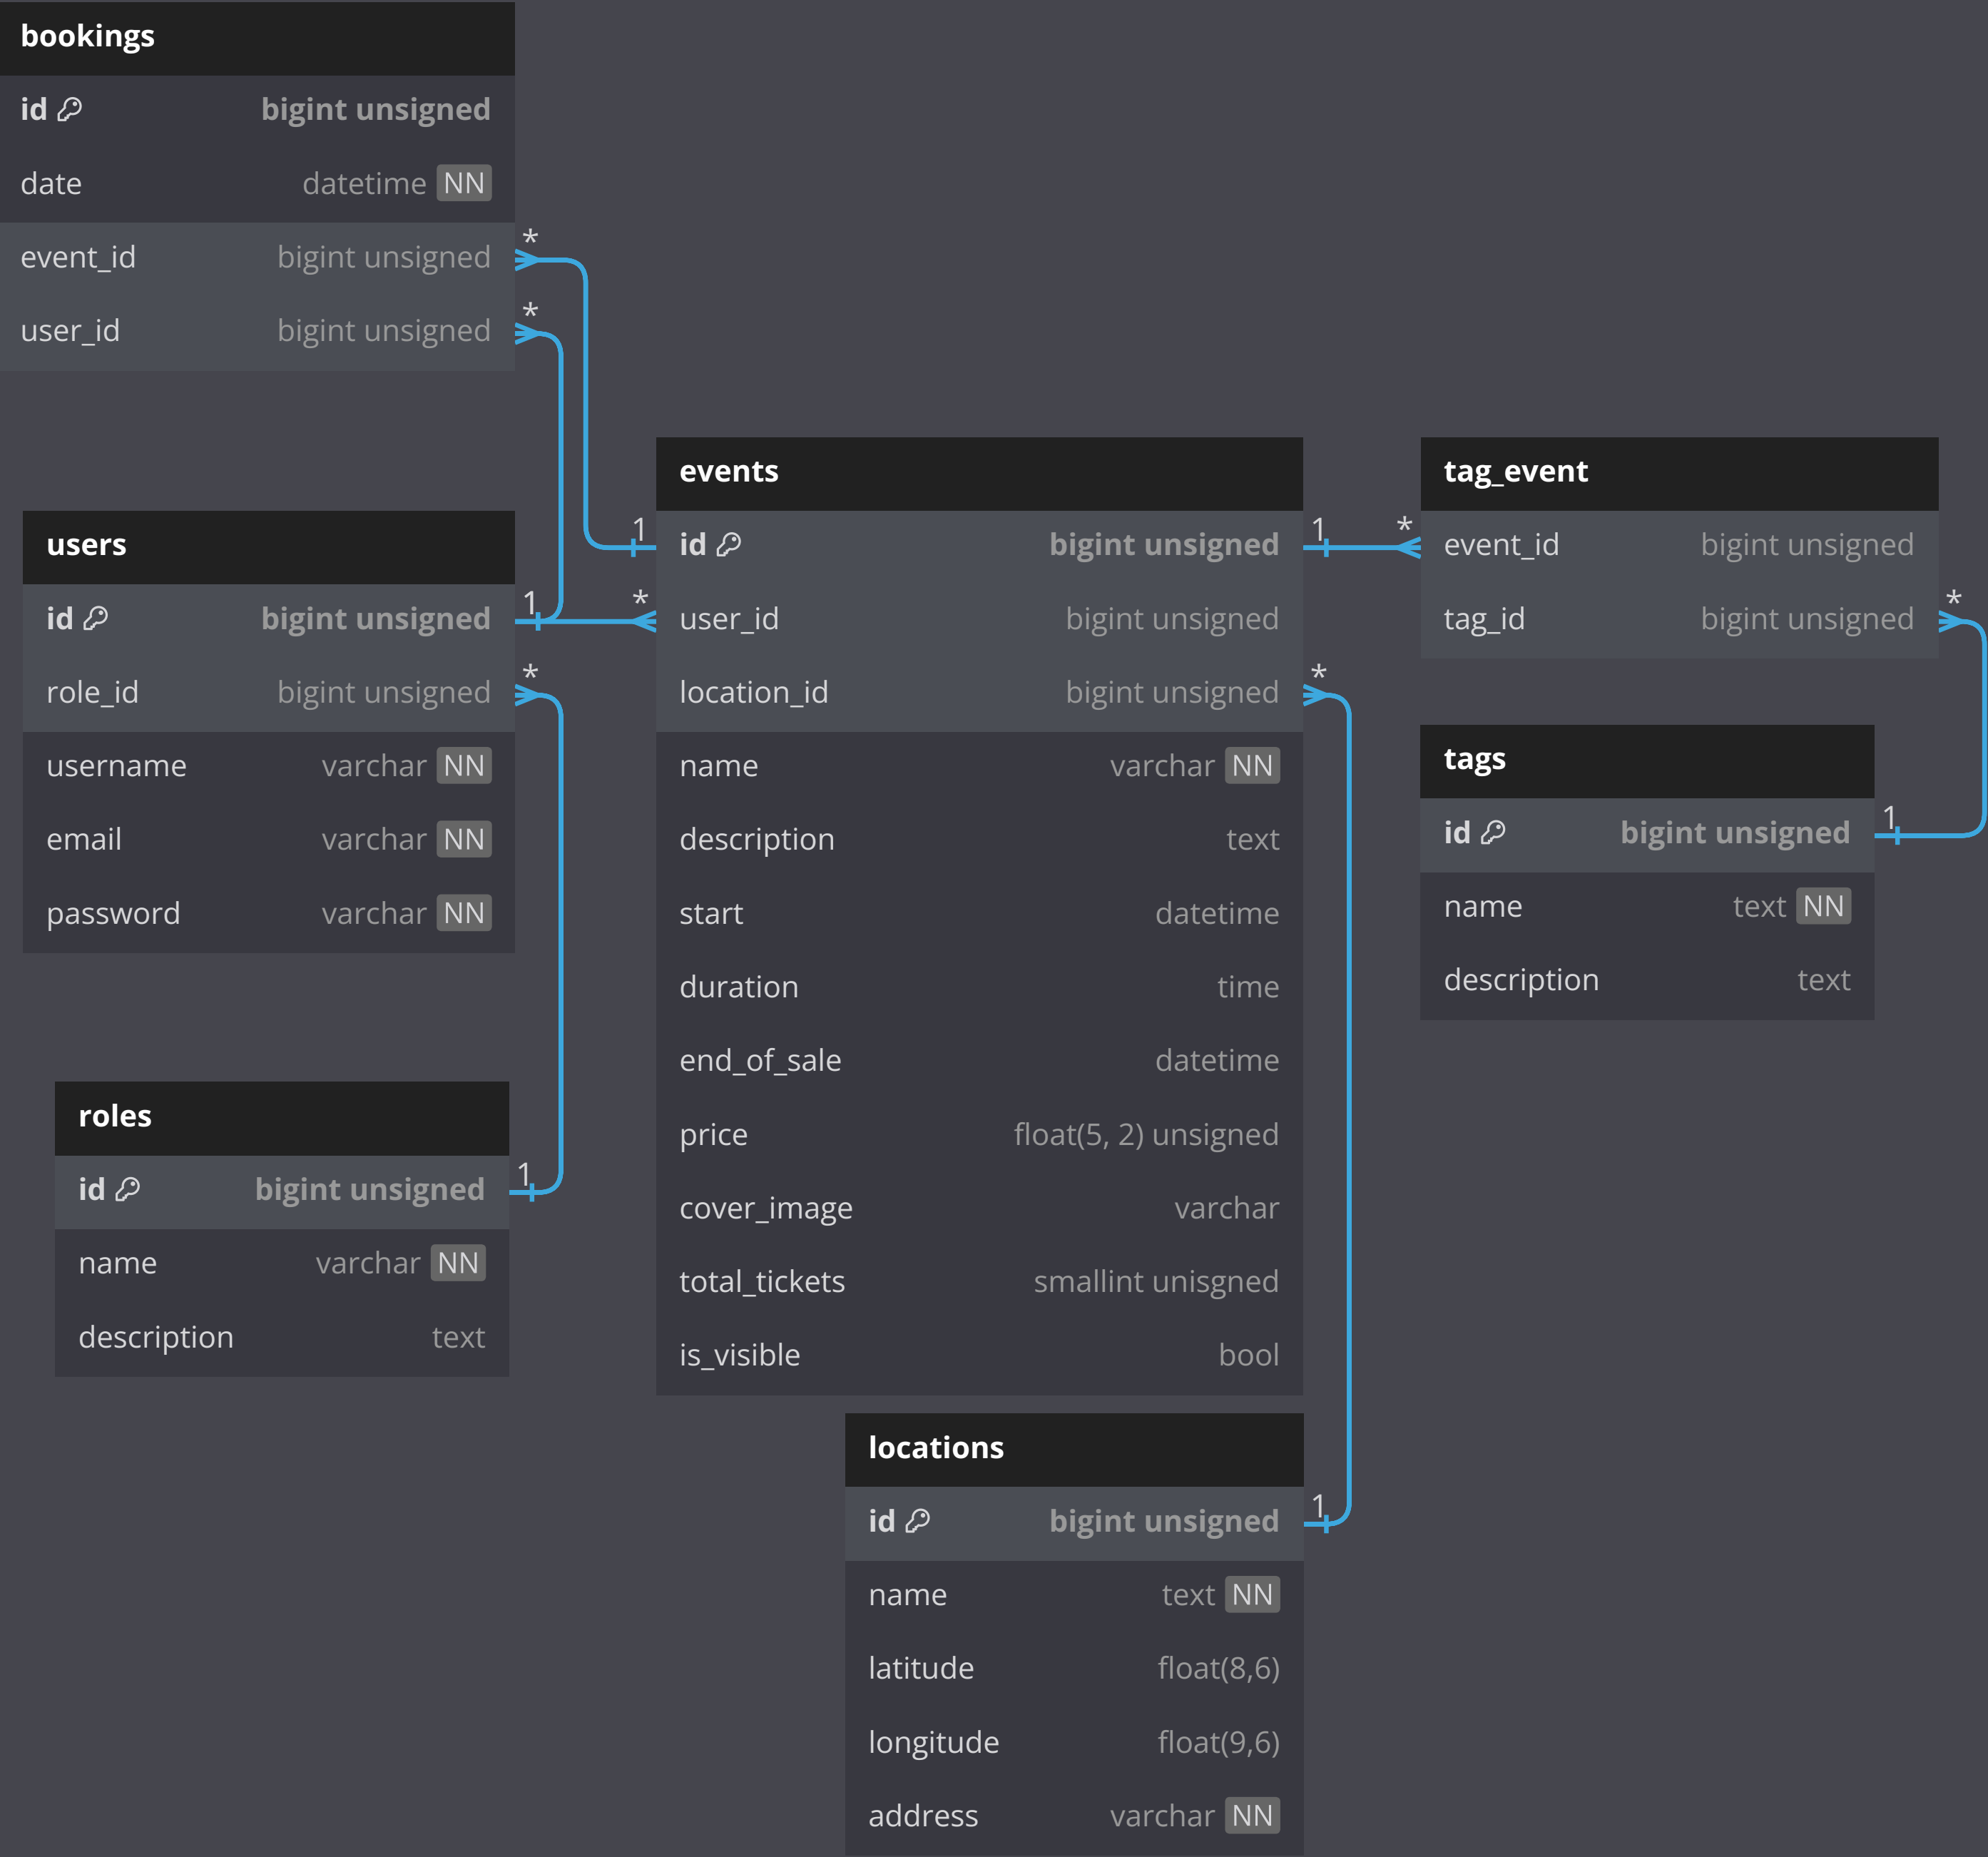 bookings
id bigint unsigned
date datetime NN
event_id bigint unsigned
user_id bigint unsigned
*
*
users
id bigint unsigned
role_id bigint unsigned
username varchar NN
email varchar NN
password varchar NN
1
*
roles
id bigint unsigned
name varchar NN
description text
1
events
id bigint unsigned
user_id bigint unsigned
location_id bigint unsigned
name varchar NN
description text
start datetime
duration time
end_of_sale datetime
price float(5, 2) unsigned
cover_image varchar
total_tickets smallint unisgned
is_visible bool
1
*
1
*
locations
id bigint unsigned
name text NN
latitude float(8,6)
longitude float(9,6)
address varchar NN
1
tag_event
event_id bigint unsigned
tag_id bigint unsigned
*
*
tags
id bigint unsigned
name text NN
description text
1